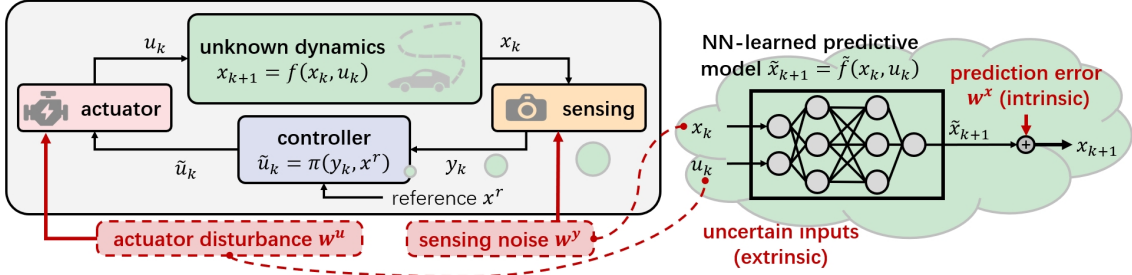 u_k
unknown dynamics
x_{k+1} = f(x_k, u_k)
x_k
actuator
sensing
controller
ũ_k = π(y_k, x^r)
ũ_k
y_k
reference x^r
actuator disturbance w^u
sensing noise w^y
NN-learned predictive
model x̃_{k+1} = f̃(x_k, u_k)
prediction error
w^x (intrinsic)
x_k
u_k
x̃_{k+1}
+
x_{k+1}
uncertain inputs
(extrinsic)